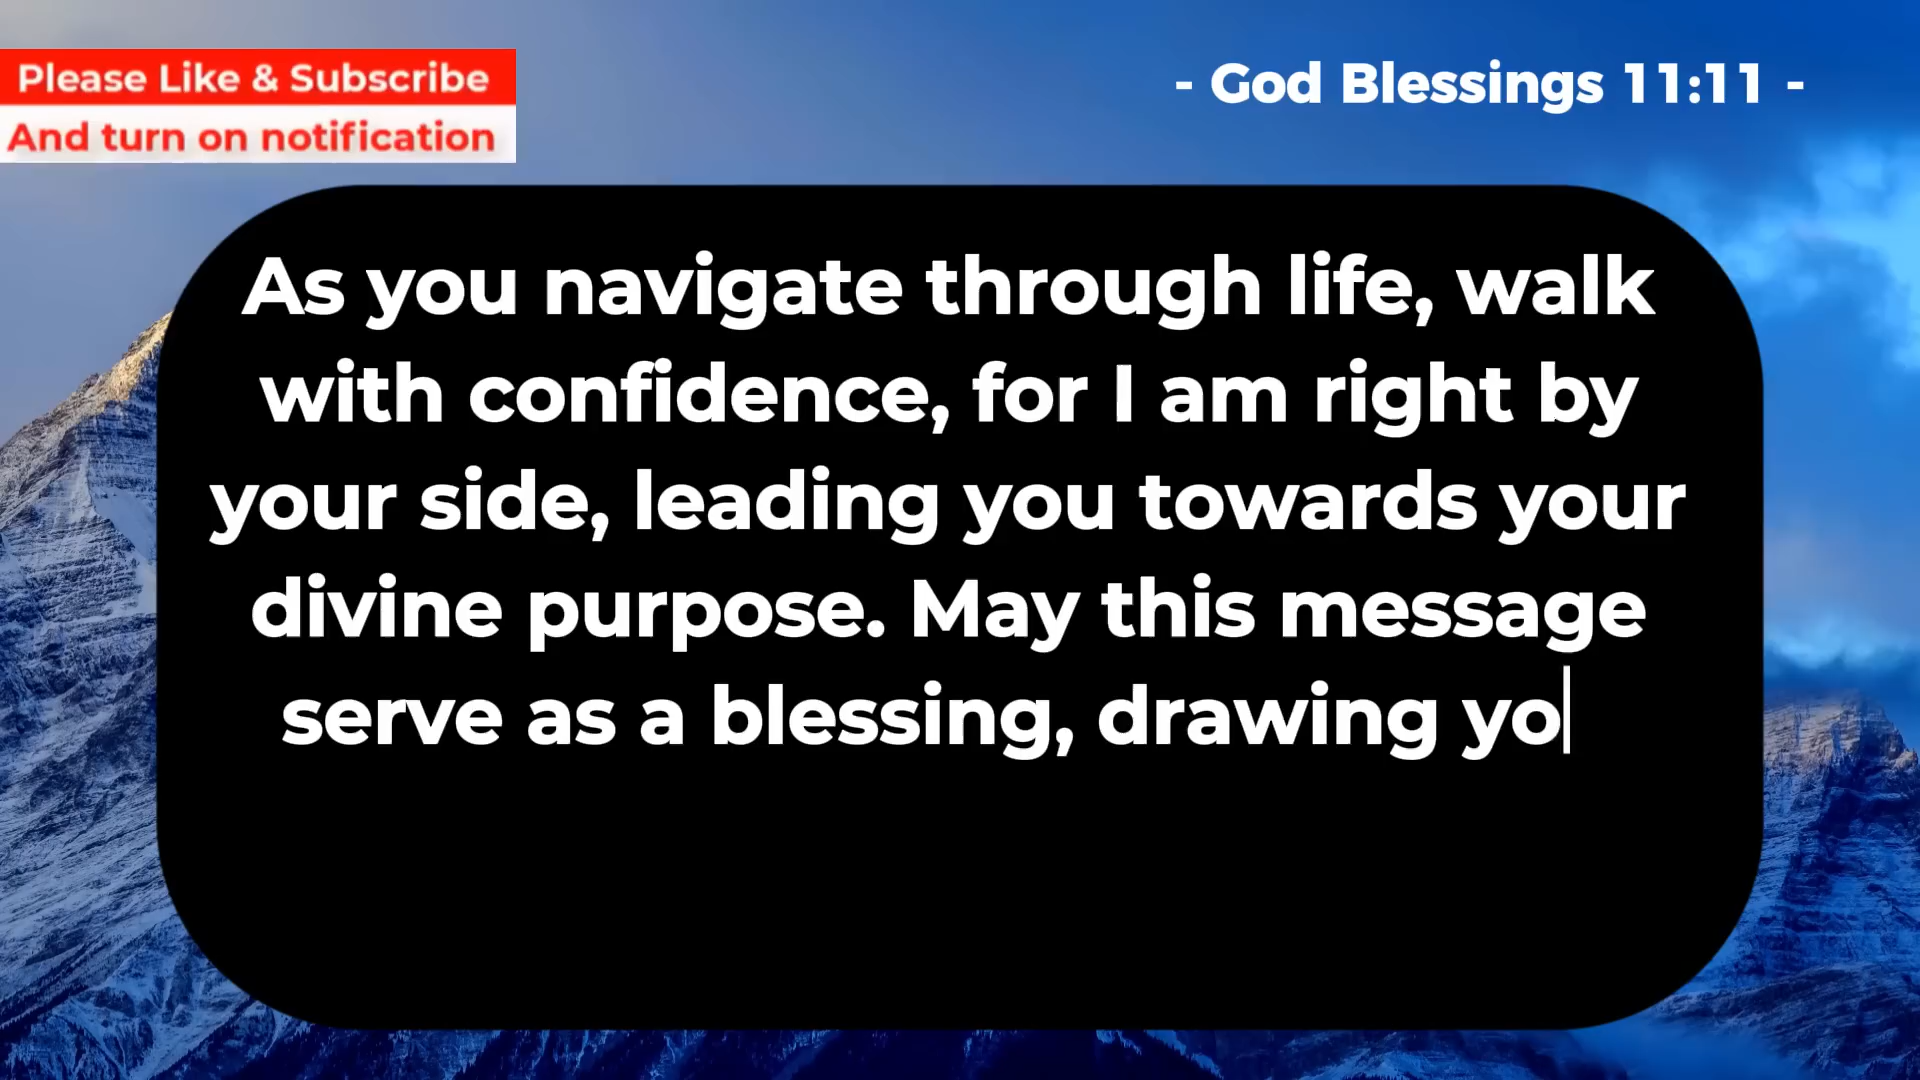 Please Like & Subscribe
And turn on notification
- God Blessings 11:11 -
As you navigate through life, walk
with confidence, for I am right by
your side, leading you towards your
divine purpose. May this message
serve as a blessing, drawing yo